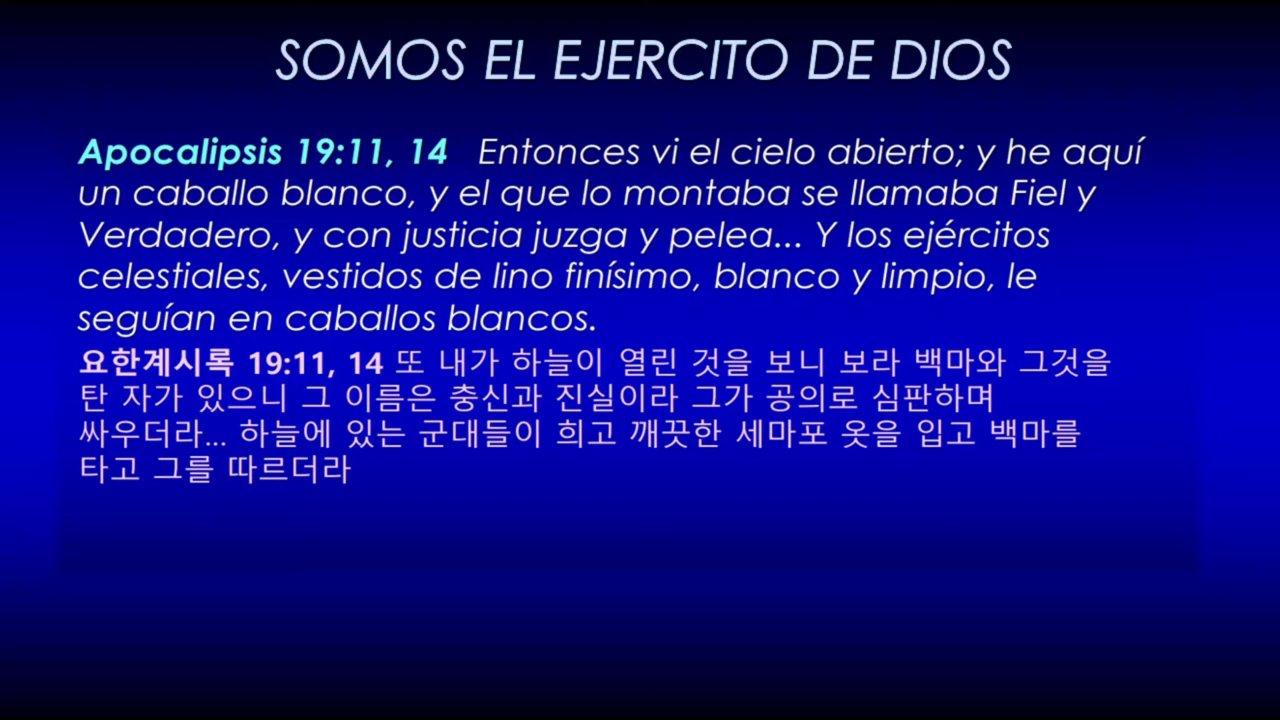 SOMOS EL EJERCITO DE DIOS
Apocalipsis 19:11, 14 Entonces vi el cielo abierto; y he aquí
un caballo blanco, y el que lo montaba se llamaba Fiel y
Verdadero, y con justicia juzga y pelea... Y los ejércitos
celestiales, vestidos de lino finísimo, blanco y limpio, le
seguían en caballos blancos.
요한계시록 19:11, 14 또 내가 하늘이 열린 것을 보니 보라 백마와 그것을
탄 자가 있으니 그 이름은 충신과 진실이라 그가 공의로 심판하며
싸우더라... 하늘에 있는 군대들이 희고 깨끗한 세마포 옷을 입고 백마를
타고 그를 따르더라